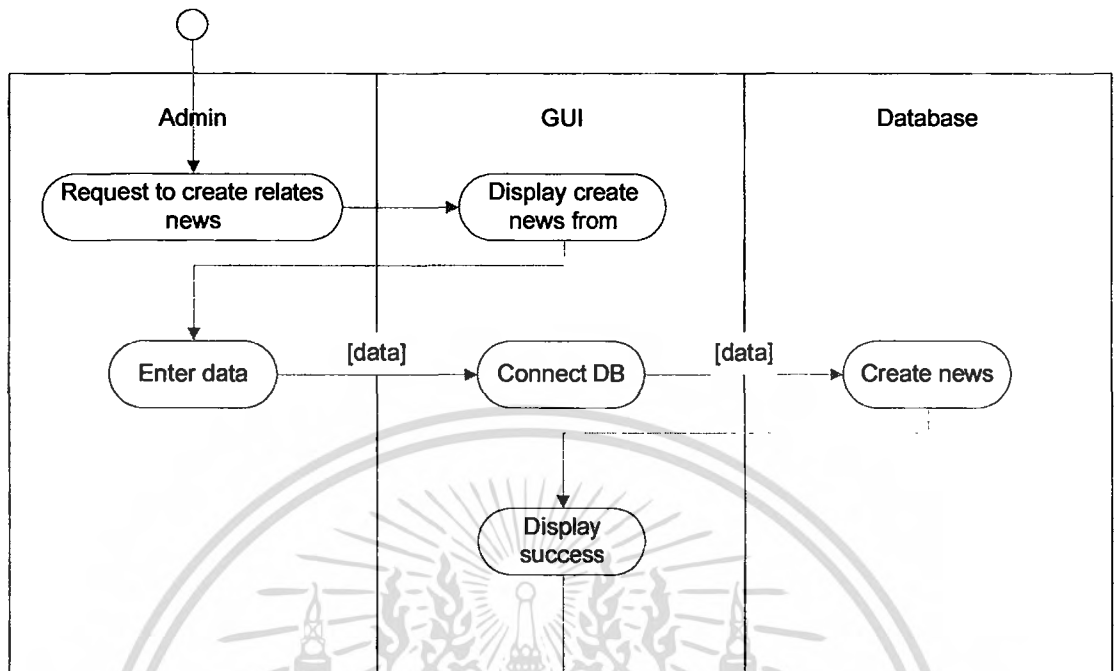 Admin
GUI
Database
Request to create relates
news
Display create
news from
Enter data
[data]
Connect DB
[data]
Create news
Display
success